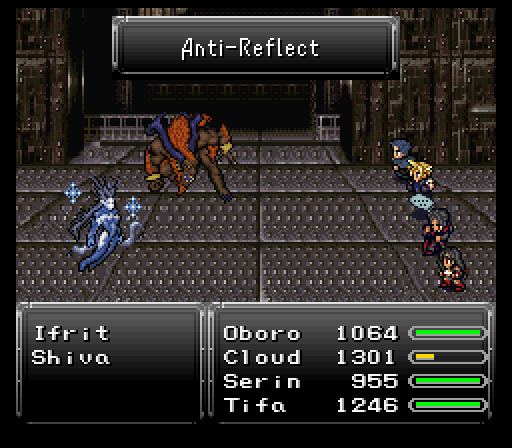 Anti-Reflect
Ifrit
Shiva
Oboro 1064
Cloud 1301
Serin 955
Tifa 1246